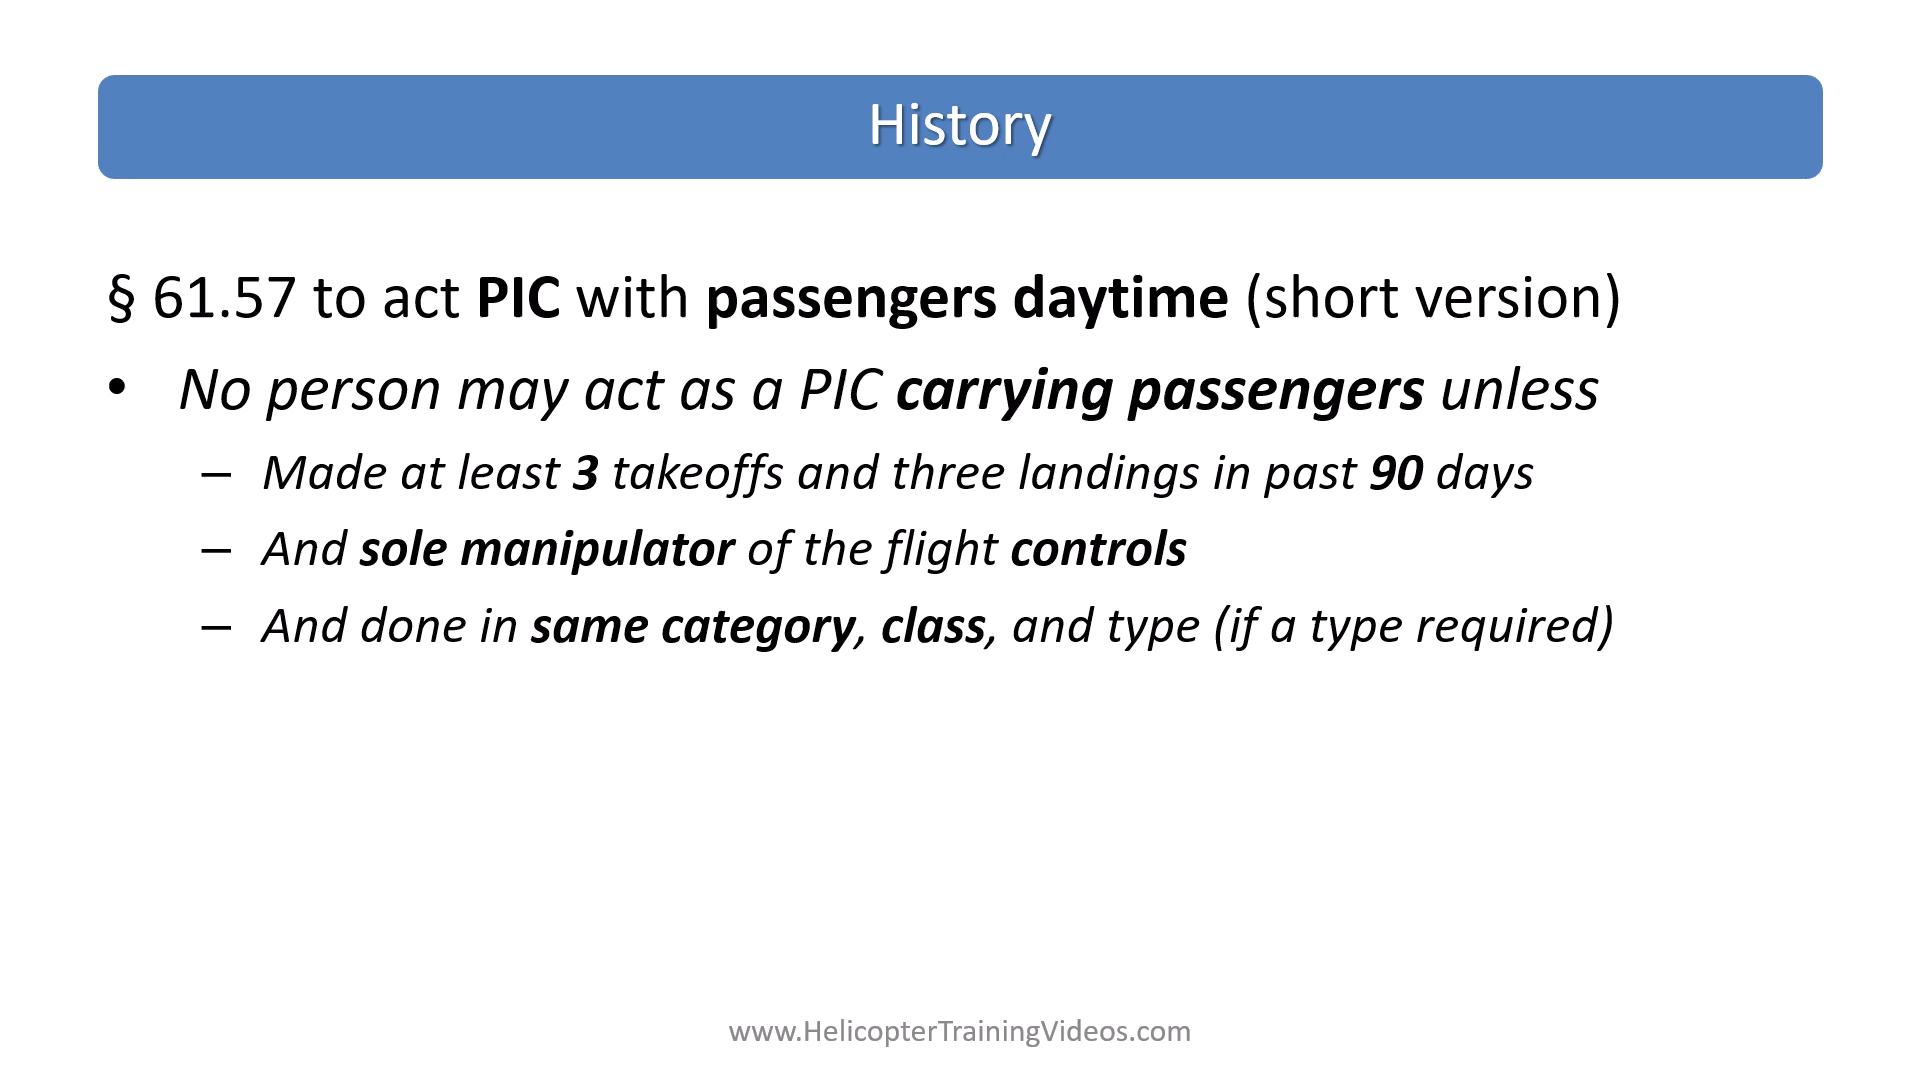 History
§ 61.57 to act PIC with passengers daytime (short version)
• No person may act as a PIC carrying passengers unless
– Made at least 3 takeoffs and three landings in past 90 days
– And sole manipulator of the flight controls
– And done in same category, class, and type (if a type required)
www.HelicopterTrainingVideos.com